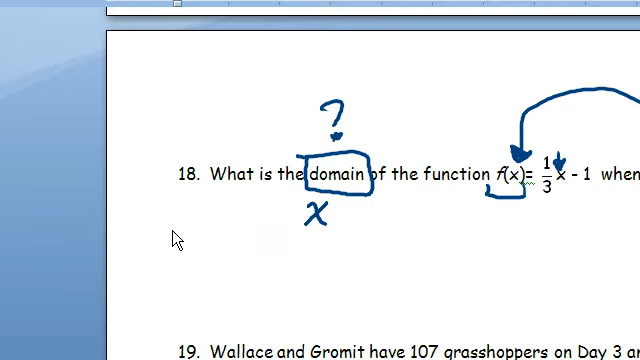 ?
18. What is the domain of the function f(x)= 1/3 x - 1 when
x
19. Wallace and Gromit have 107 grasshoppers on Day 3 a